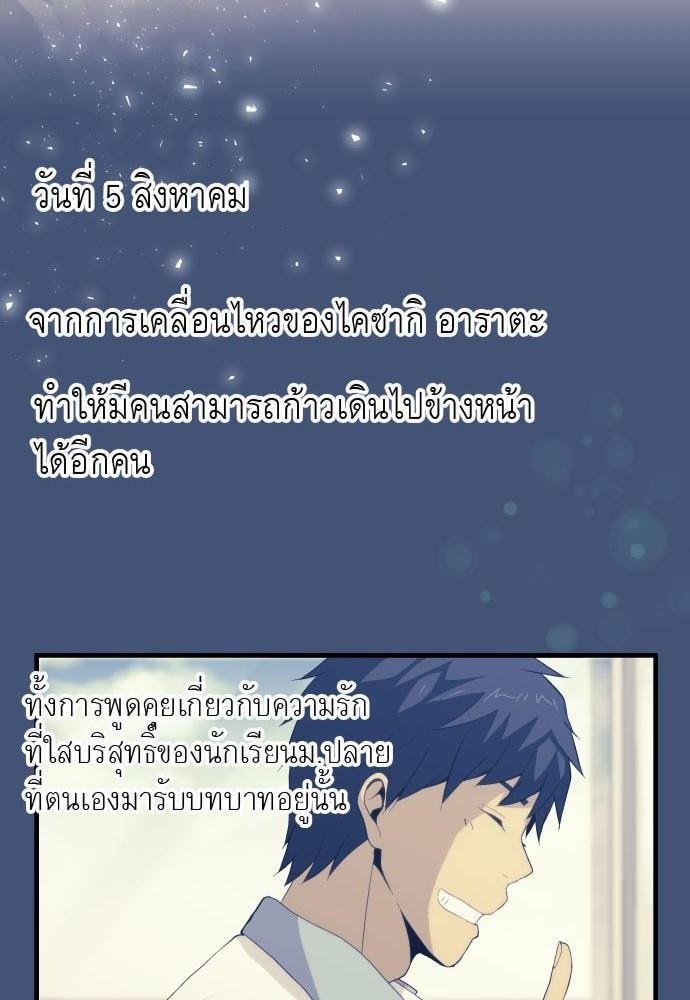 วันที่ 5 สิงหาคม
จากการเคลื่อนไหวของไคซากิ อาราตะ
ทำให้มีคนสามารถก้าวเดินไปข้างหน้า
ได้อีกคน
ทั้งการพูดคุยเกี่ยวกับความรัก
ที่ใสบริสุทธิ์ของนักเรียนม.ปลาย
ที่ตนเองมารับบทบาทอยู่นั้น